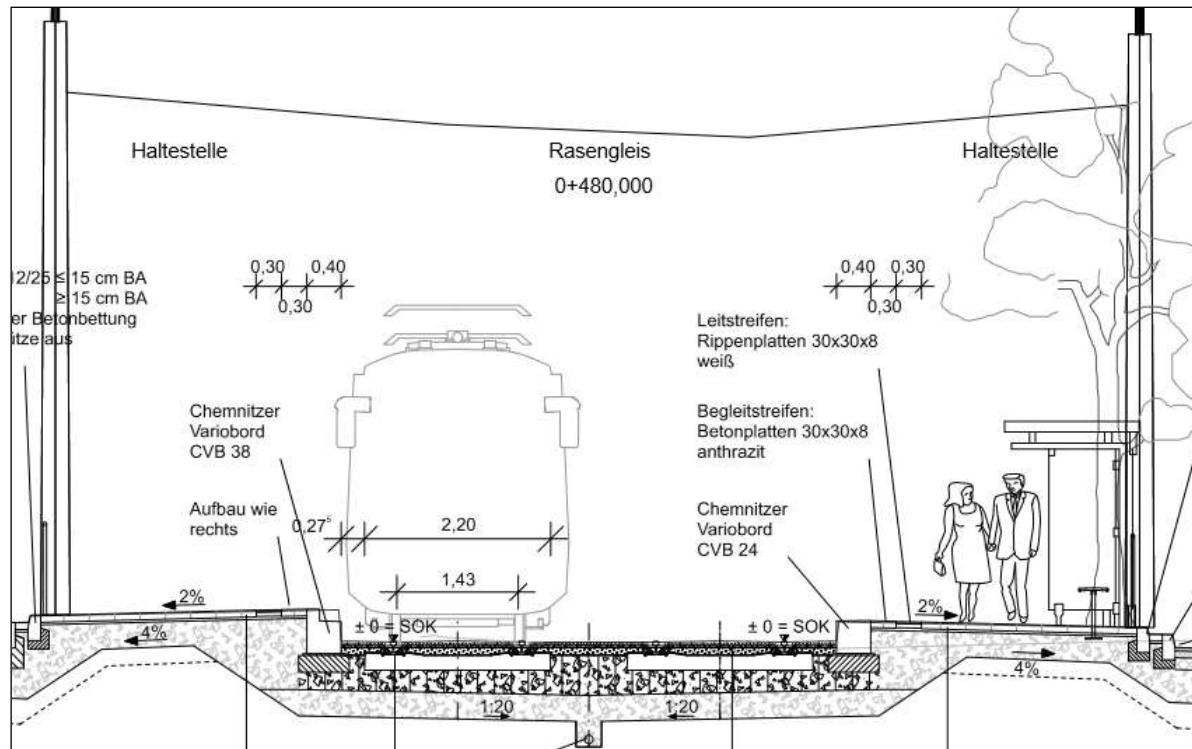 Haltestelle
Rasengleis
Haltestelle
0+480,000
0,30
0,40
0,30
0,40
0,30
0,30
12/25 ≤ 15 cm BA
≥ 15 cm BA
er Betonbettung
ütze aus
Leitstreifen:
Rippenplatten 30x30x8
weiß
Chemnitzer
Variobord
CVB 38
Begleitstreifen:
Betonplatten 30x30x8
anthrazit
Aufbau wie
rechts
0,27⁵
2,20
Chemnitzer
Variobord
CVB 24
1,43
2%
2%
± 0 = SOK
± 0 = SOK
4%
4%
1:20
1:20